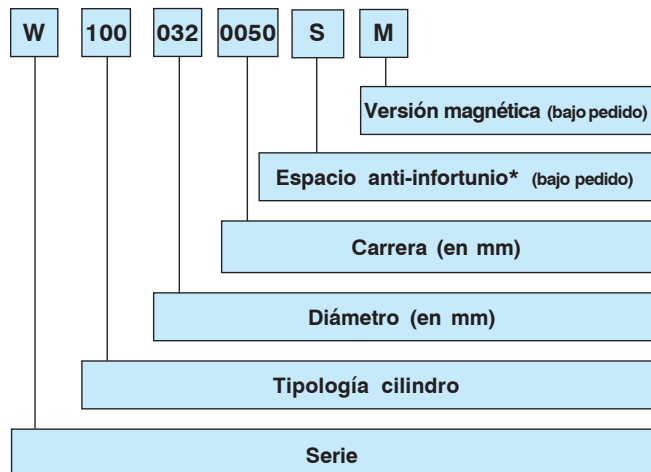 W 100 032 0050 S M
Versión magnética (bajo pedido)
Espacio anti-infortunio* (bajo pedido)
Carrera (en mm)
Diámetro (en mm)
Tipología cilindro
Serie